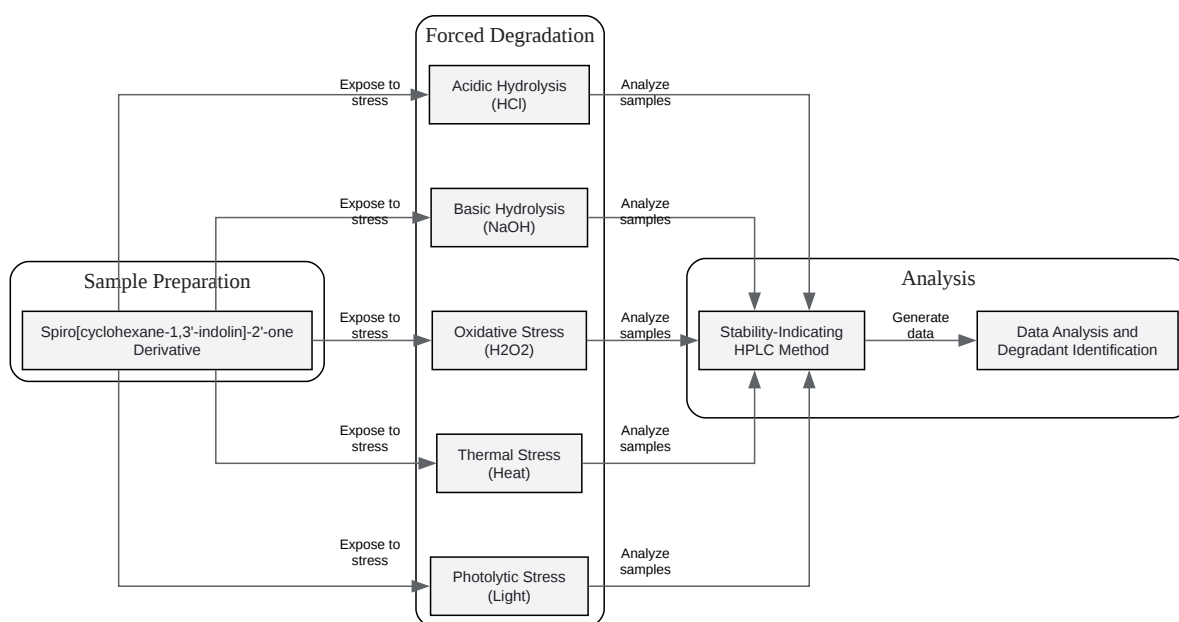 Forced Degradation
Expose to
stress
Acidic Hydrolysis
(HCl)
Analyze
samples
Expose to
stress
Basic Hydrolysis
(NaOH)
Analyze
samples
Sample Preparation
Spiro[cyclohexane-1,3'-indolin]-2'-one
Derivative
Expose to
stress
Oxidative Stress
(H2O2)
Analyze
samples
Analysis
Stability-Indicating
HPLC Method
Generate
data
Data Analysis and
Degradant Identification
Expose to
stress
Thermal Stress
(Heat)
Analyze
samples
Expose to
stress
Photolytic Stress
(Light)
Analyze
samples